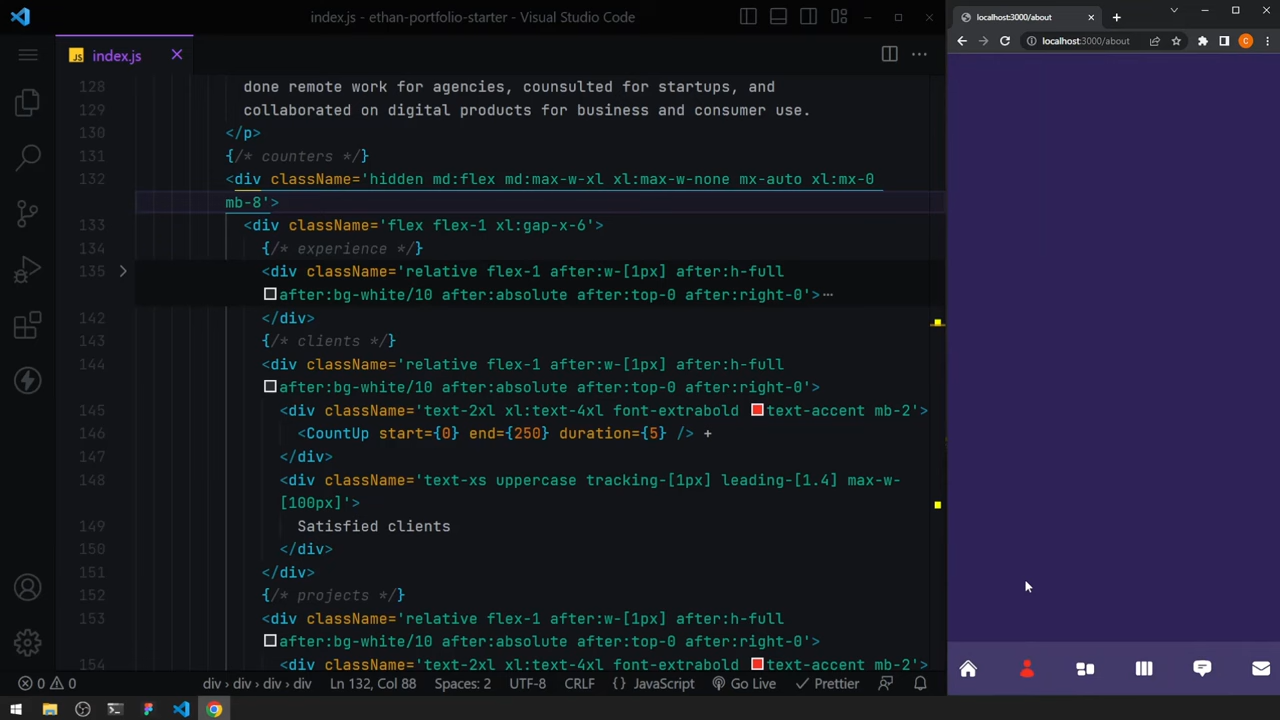 index.js - ethan-portfolio-starter - Visual Studio Code
index.js
128 done remote work for agencies, counsulted for startups, and
129 collaborated on digital products for business and consumer use.
130 </p>
131 {/* counters */}
132 <div className='hidden md:flex md:max-w-xl xl:max-w-none mx-auto xl:mx-0
mb-8'>
133 <div className='flex flex-1 xl:gap-x-6'>
134 {/* experience */}
135 <div className='relative flex-1 after:w-[1px] after:h-full
after:bg-white/10 after:absolute after:top-0 after:right-0'>⋯
142 </div>
143 {/* clients */}
144 <div className='relative flex-1 after:w-[1px] after:h-full
after:bg-white/10 after:absolute after:top-0 after:right-0'>
145 <div className='text-2xl xl:text-4xl font-extrabold text-accent mb-2'>
146 <CountUp start={0} end={250} duration={5} /> +
147 </div>
148 <div className='text-xs uppercase tracking-[1px] leading-[1.4] max-w-
[100px]'>
149 Satisfied clients
150 </div>
151 </div>
152 {/* projects */}
153 <div className='relative flex-1 after:w-[1px] after:h-full
after:bg-white/10 after:absolute after:top-0 after:right-0'>
154 <div className='text-2xl xl:text-4xl font-extrabold text-accent mb-2'>
0 0 div › div › div › div Ln 132, Col 88 Spaces: 2 UTF-8 CRLF {} JavaScript Go Live Prettier
localhost:3000/about
localhost:3000/about
C